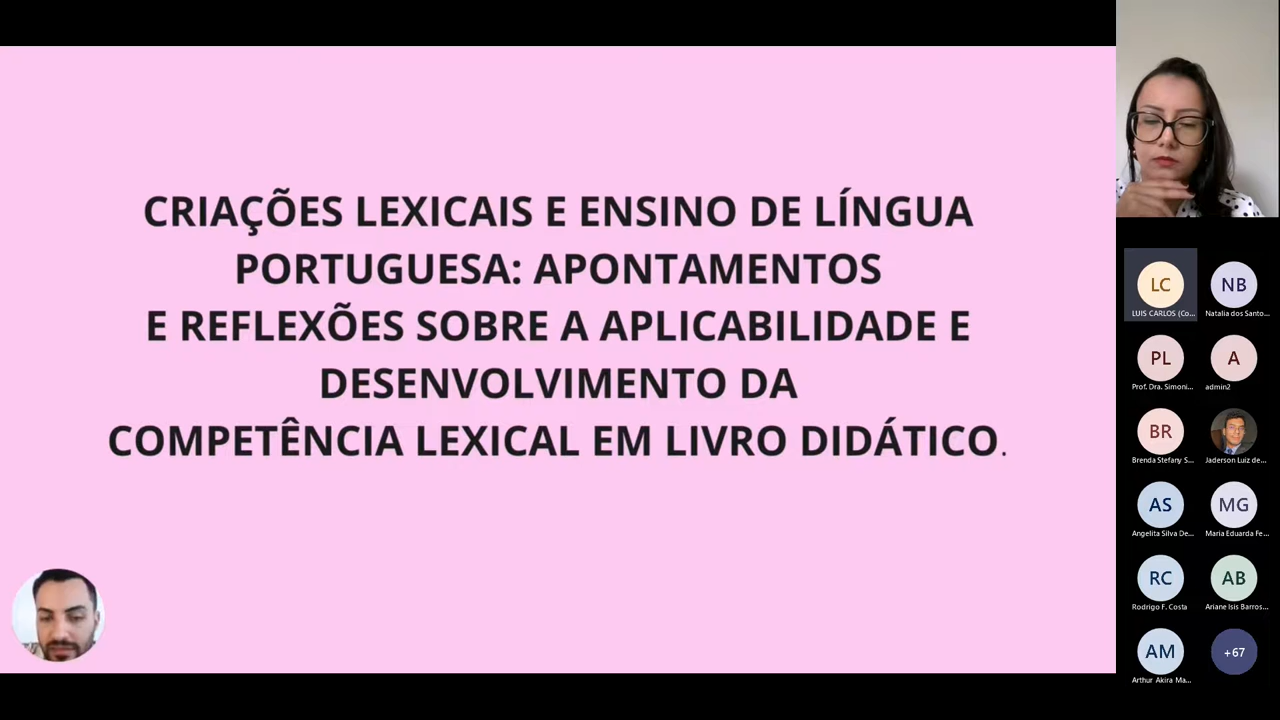 CRIAÇÕES LEXICAIS E ENSINO DE LÍNGUA
PORTUGUESA: APONTAMENTOS
E REFLEXÕES SOBRE A APLICABILIDADE E
DESENVOLVIMENTO DA
COMPETÊNCIA LEXICAL EM LIVRO DIDÁTICO.
LC
LUIS CARLOS (Co...
NB
Natalia dos Santo...
PL
Prof. Dra. Simoni...
A
admin2
BR
Brenda Stefany S...
Jaderson Luiz de...
AS
Angelita Silva De...
MG
Maria Eduarda Fe...
RC
Rodrigo F. Costa
AB
Ariane Isis Barros...
AM
Arthur Akira Ma...
+67